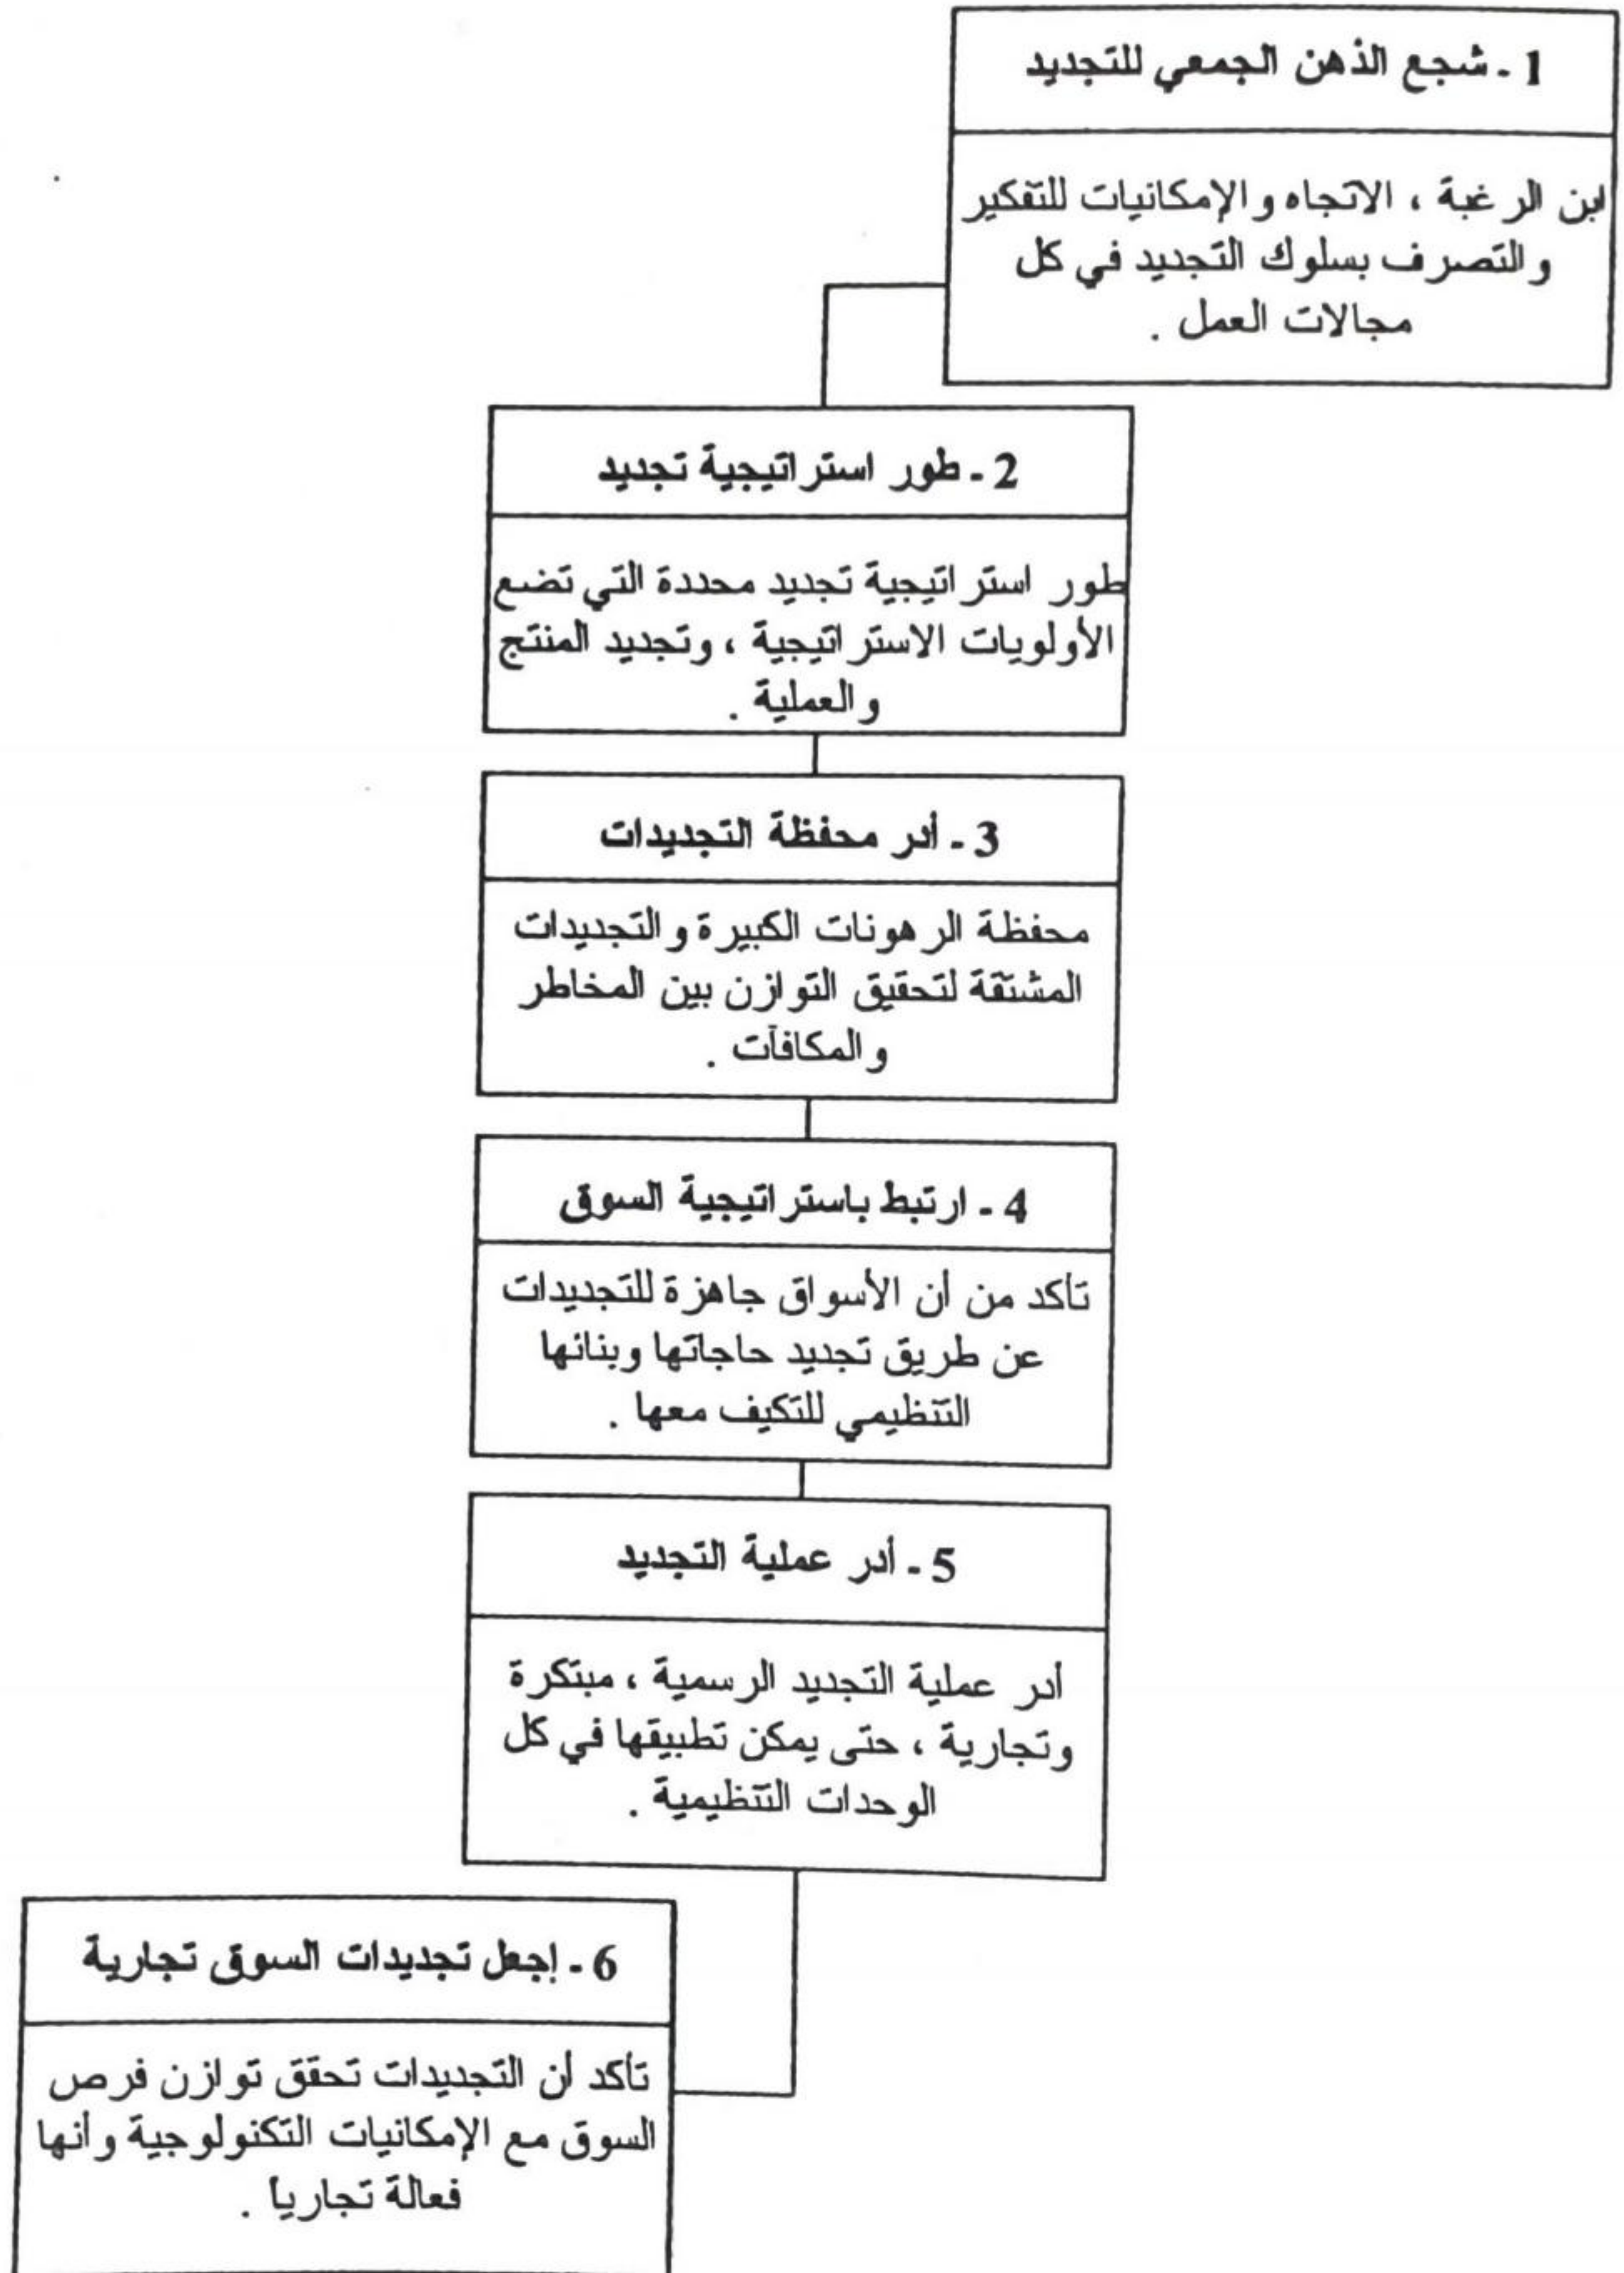 1 - شجع الذهن الجمعي للتجديد
ابن الرغبة ، الاتجاه والإمكانيات للتفكير
والتصرف بسلوك التجديد في كل
مجالات العمل .
2 - طور استراتيجية تجديد
طور استراتيجية تجديد محددة التي تضع
الأولويات الاستراتيجية ، وتجديد المنتج
والعملية .
3 - أدر محفظة التجديدات
محفظة الرهونات الكبيرة والتجديدات
المشتقة لتحقيق التوازن بين المخاطر
والمكافآت .
4 - ارتبط باستراتيجية السوق
تأكد من أن الأسواق جاهزة للتجديدات
عن طريق تجديد حاجاتها وبنائها
التنظيمي للتكيف معها .
5 - أدر عملية التجديد
أدر عملية التجديد الرسمية ، مبتكرة
وتجارية ، حتى يمكن تطبيقها في كل
الوحدات التنظيمية .
6 - إجعل تجديدات السوق تجارية
تأكد أن التجديدات تحقق توازن فرص
السوق مع الإمكانيات التكنولوجية وأنها
فعالة تجارياً .